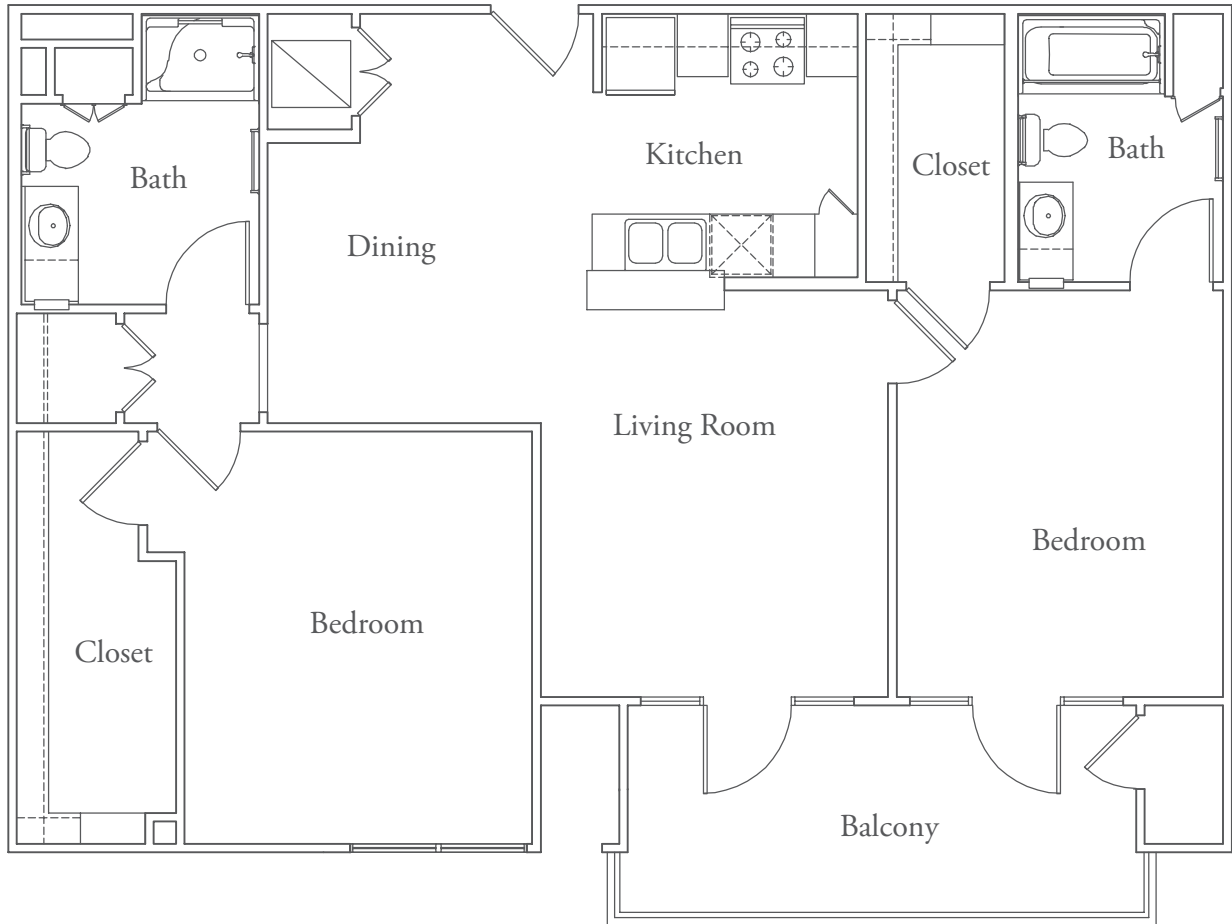 Bath
Kitchen
Closet
Bath
Dining
Living Room
Bedroom
Bedroom
Closet
Balcony